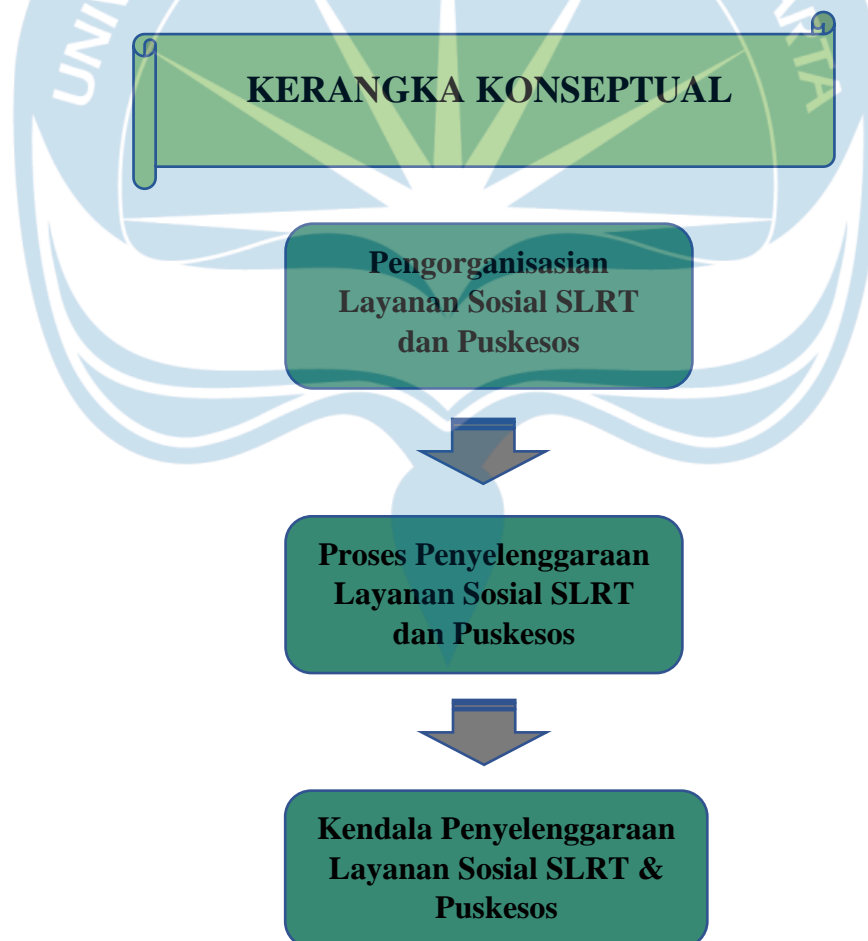 KERANGKA KONSEPTUAL
Pengorganisasian
Layanan Sosial SLRT
dan Puskesos
Proses Penyelenggaraan
Layanan Sosial SLRT
dan Puskesos
Kendala Penyelenggaraan
Layanan Sosial SLRT &
Puskesos